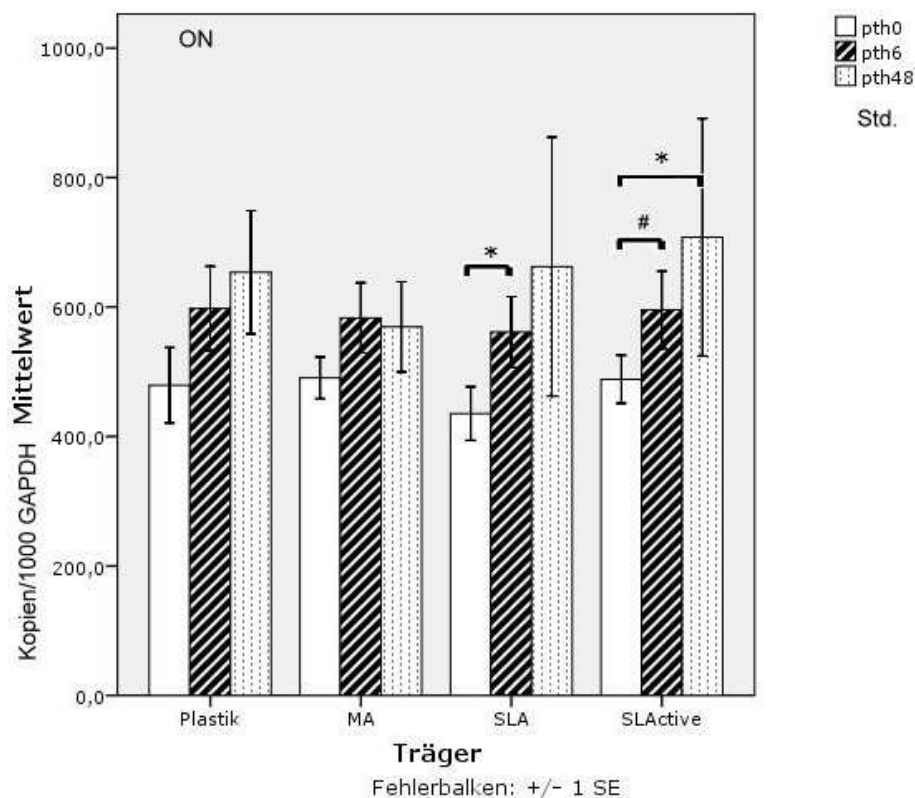 ON
pth0
pth6
pth48
Std.
Kopien/1000 GAPDH Mittelwert
1000,0
800,0
600,0
400,0
200,0
0,0
*
#
*
Plastik MA SLA SLActive
Träger
Fehlerbalken: +/- 1 SE